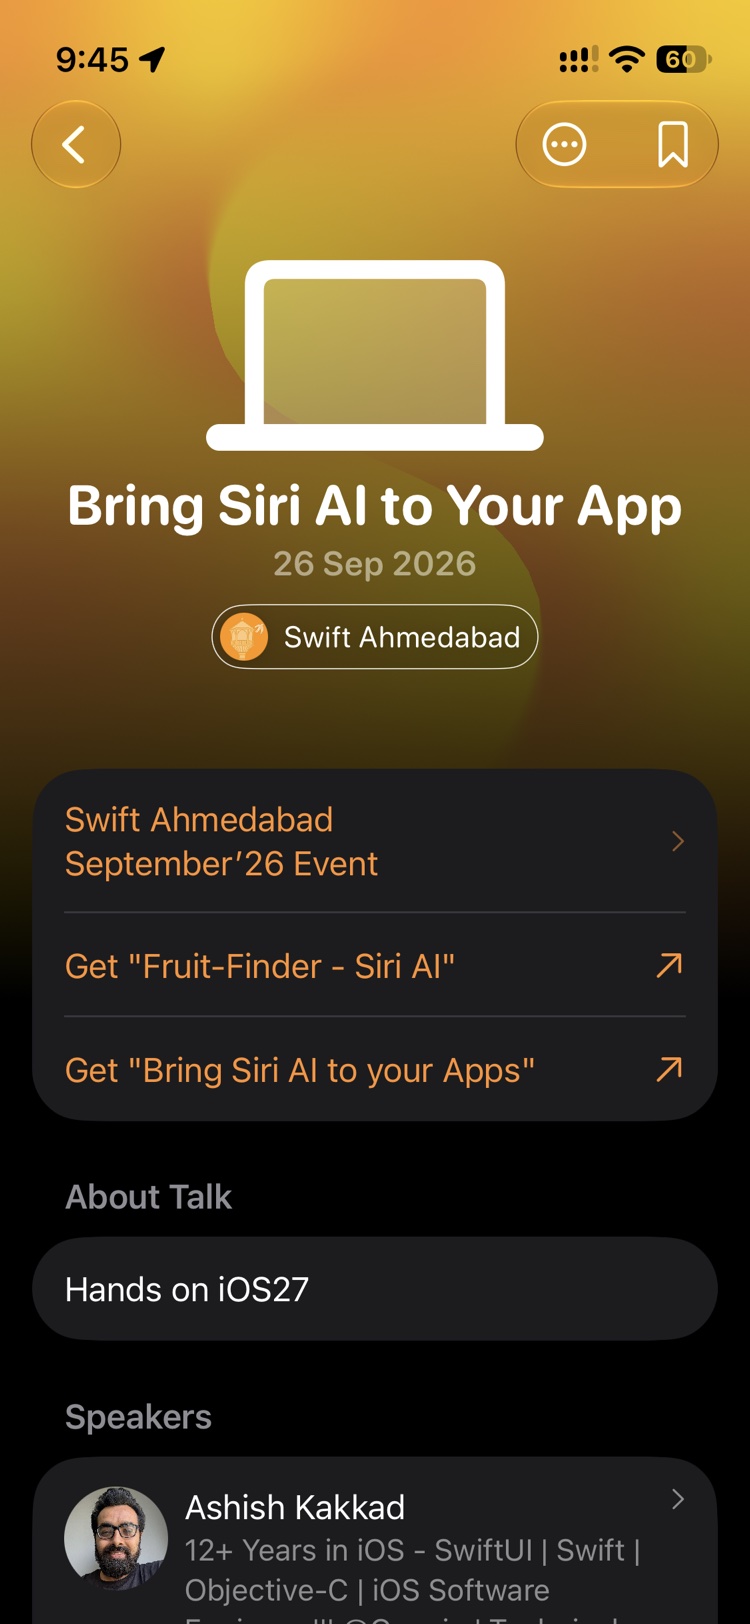 9:45
60
Bring Siri AI to Your App
26 Sep 2026
Swift Ahmedabad
Swift Ahmedabad
September’26 Event
Get "Fruit-Finder - Siri AI"
Get "Bring Siri AI to your Apps"
About Talk
Hands on iOS27
Speakers
Ashish Kakkad
12+ Years in iOS - SwiftUI | Swift |
Objective-C | iOS Software